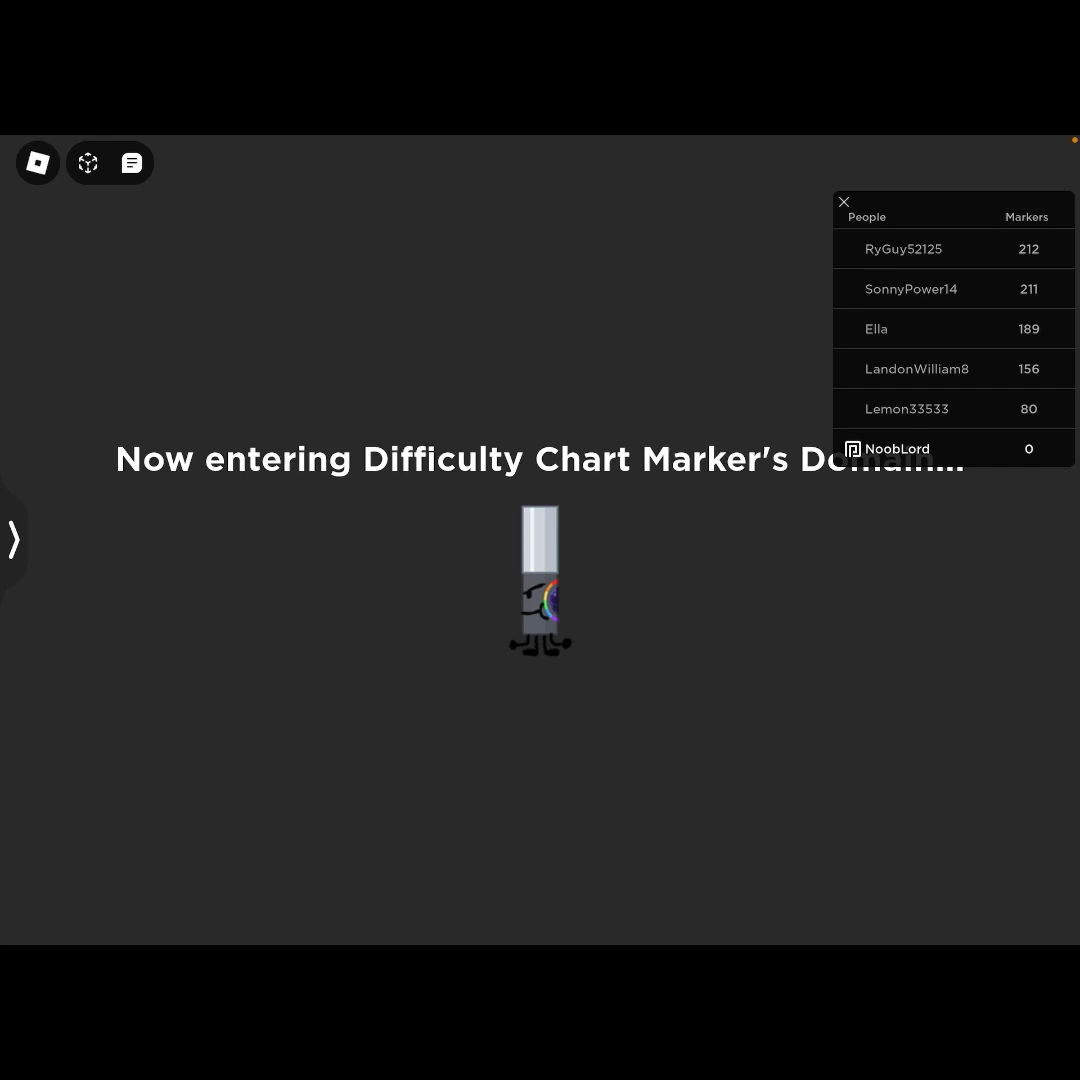 People Markers
RyGuy52125 212
SonnyPower14 211
Ella 189
LandonWilliam8 156
Lemon33533 80
NoobLord 0
Now entering Difficulty Chart Marker's Domain...